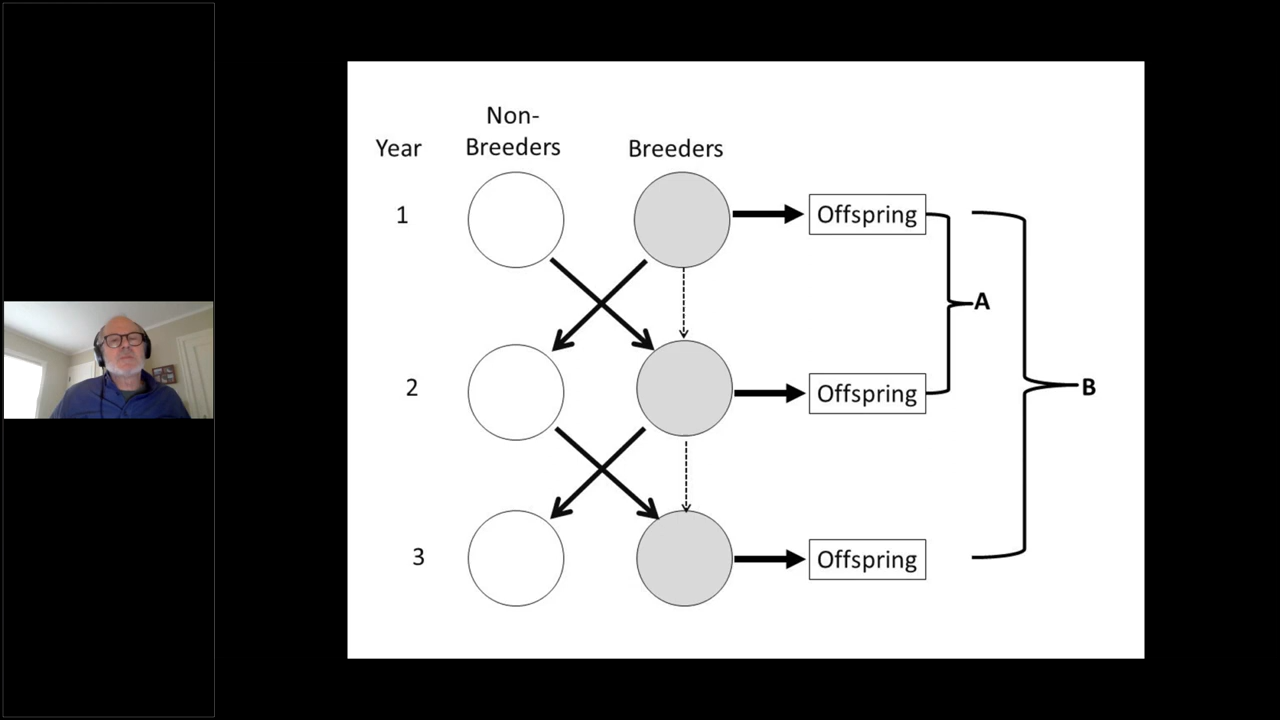 Year
Non-
Breeders
Breeders
1
Offspring
A
2
Offspring
B
3
Offspring